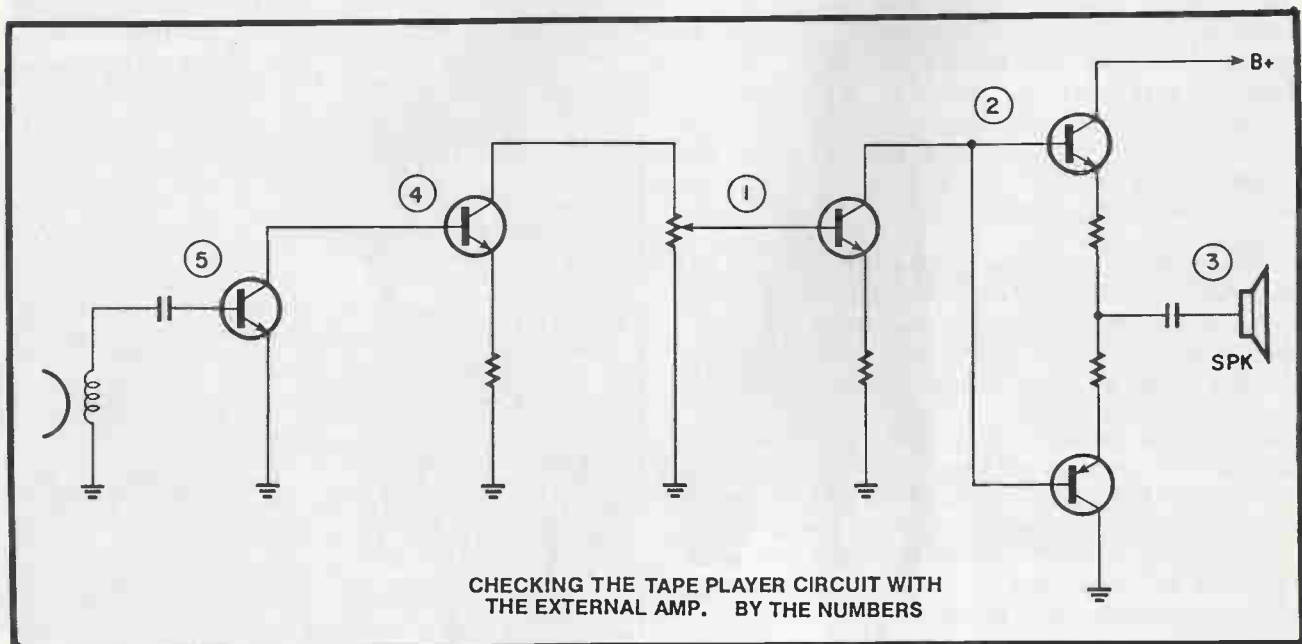 B+
2
4
1
5
3
SPK
CHECKING THE TAPE PLAYER CIRCUIT WITH
THE EXTERNAL AMP. BY THE NUMBERS